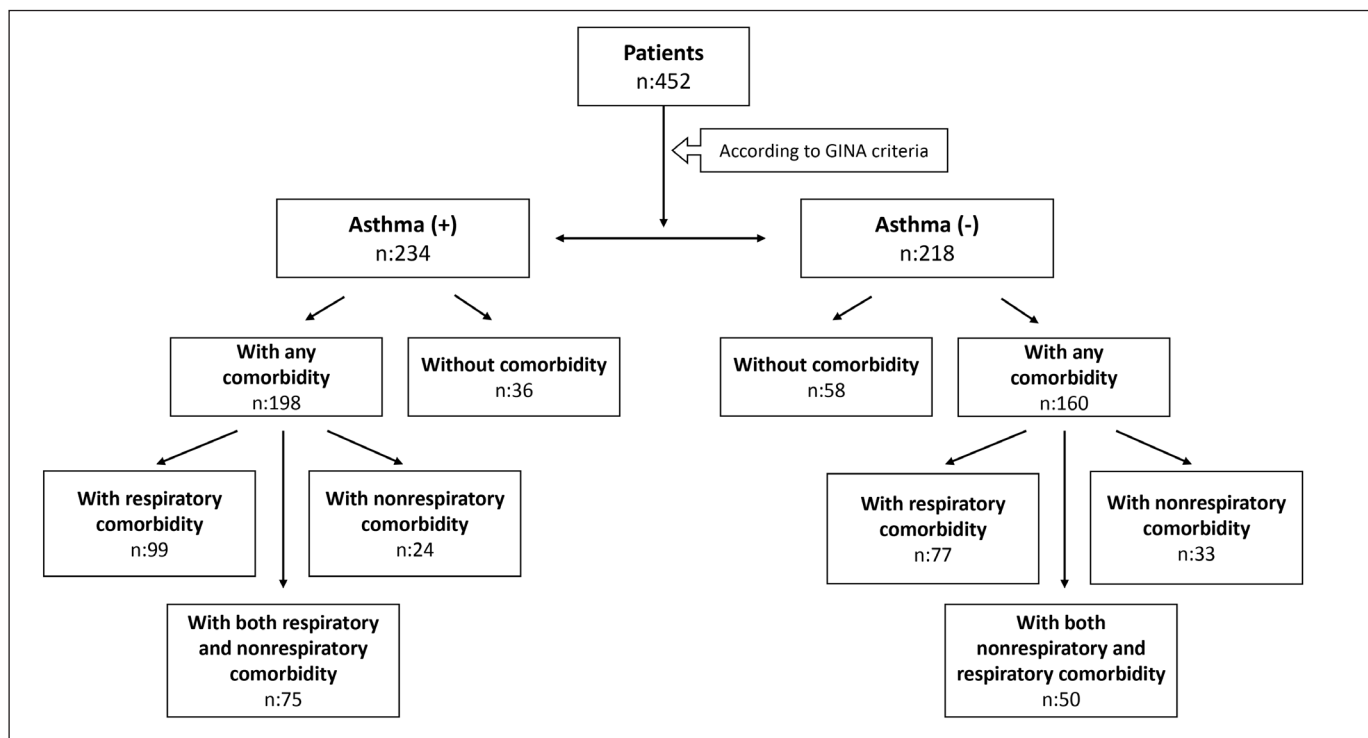 Patients
n:452
According to GINA criteria
Asthma (+)
n:234
Asthma (-)
n:218
With any
comorbidity
n:198
Without comorbidity
n:36
Without comorbidity
n:58
With any
comorbidity
n:160
With respiratory
comorbidity
n:99
With nonrespiratory
comorbidity
n:24
With respiratory
comorbidity
n:77
With nonrespiratory
comorbidity
n:33
With both respiratory
and nonrespiratory
comorbidity
n:75
With both
nonrespiratory and
respiratory comorbidity
n:50